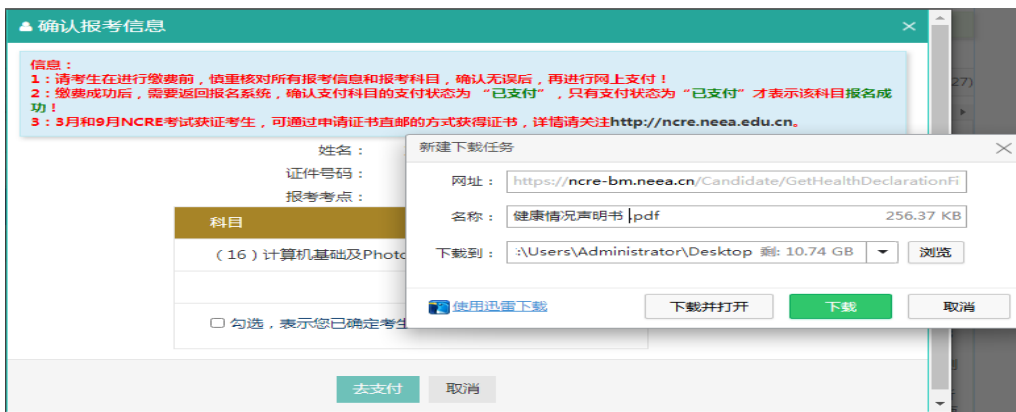 确认报考信息
信息：
1：请考生在进行缴费前，慎重核对所有报考信息和报考科目，确认无误后，再进行网上支付！
2：缴费成功后，需要返回报名系统，确认支付科目的支付状态为 “已支付” ，只有支付状态为“已支付”才表示该科目报名成
功！
3：3月和9月NCRE考试获证考生，可通过申请证书直邮的方式获得证书，详情请关注http://ncre.neea.edu.cn。
27)
姓名：
证件号码：
报考考点：
科目
（16）计算机基础及Photo
勾选，表示您已确定考生
去支付
取消
新建下载任务
网址：
https://ncre-bm.neea.cn/Candidate/GetHealthDeclarationFi
名称：
健康情况声明书 .pdf
256.37 KB
下载到：
:\Users\Administrator\Desktop 剩: 10.74 GB
浏览
使用迅雷下载
下载并打开
下载
取消